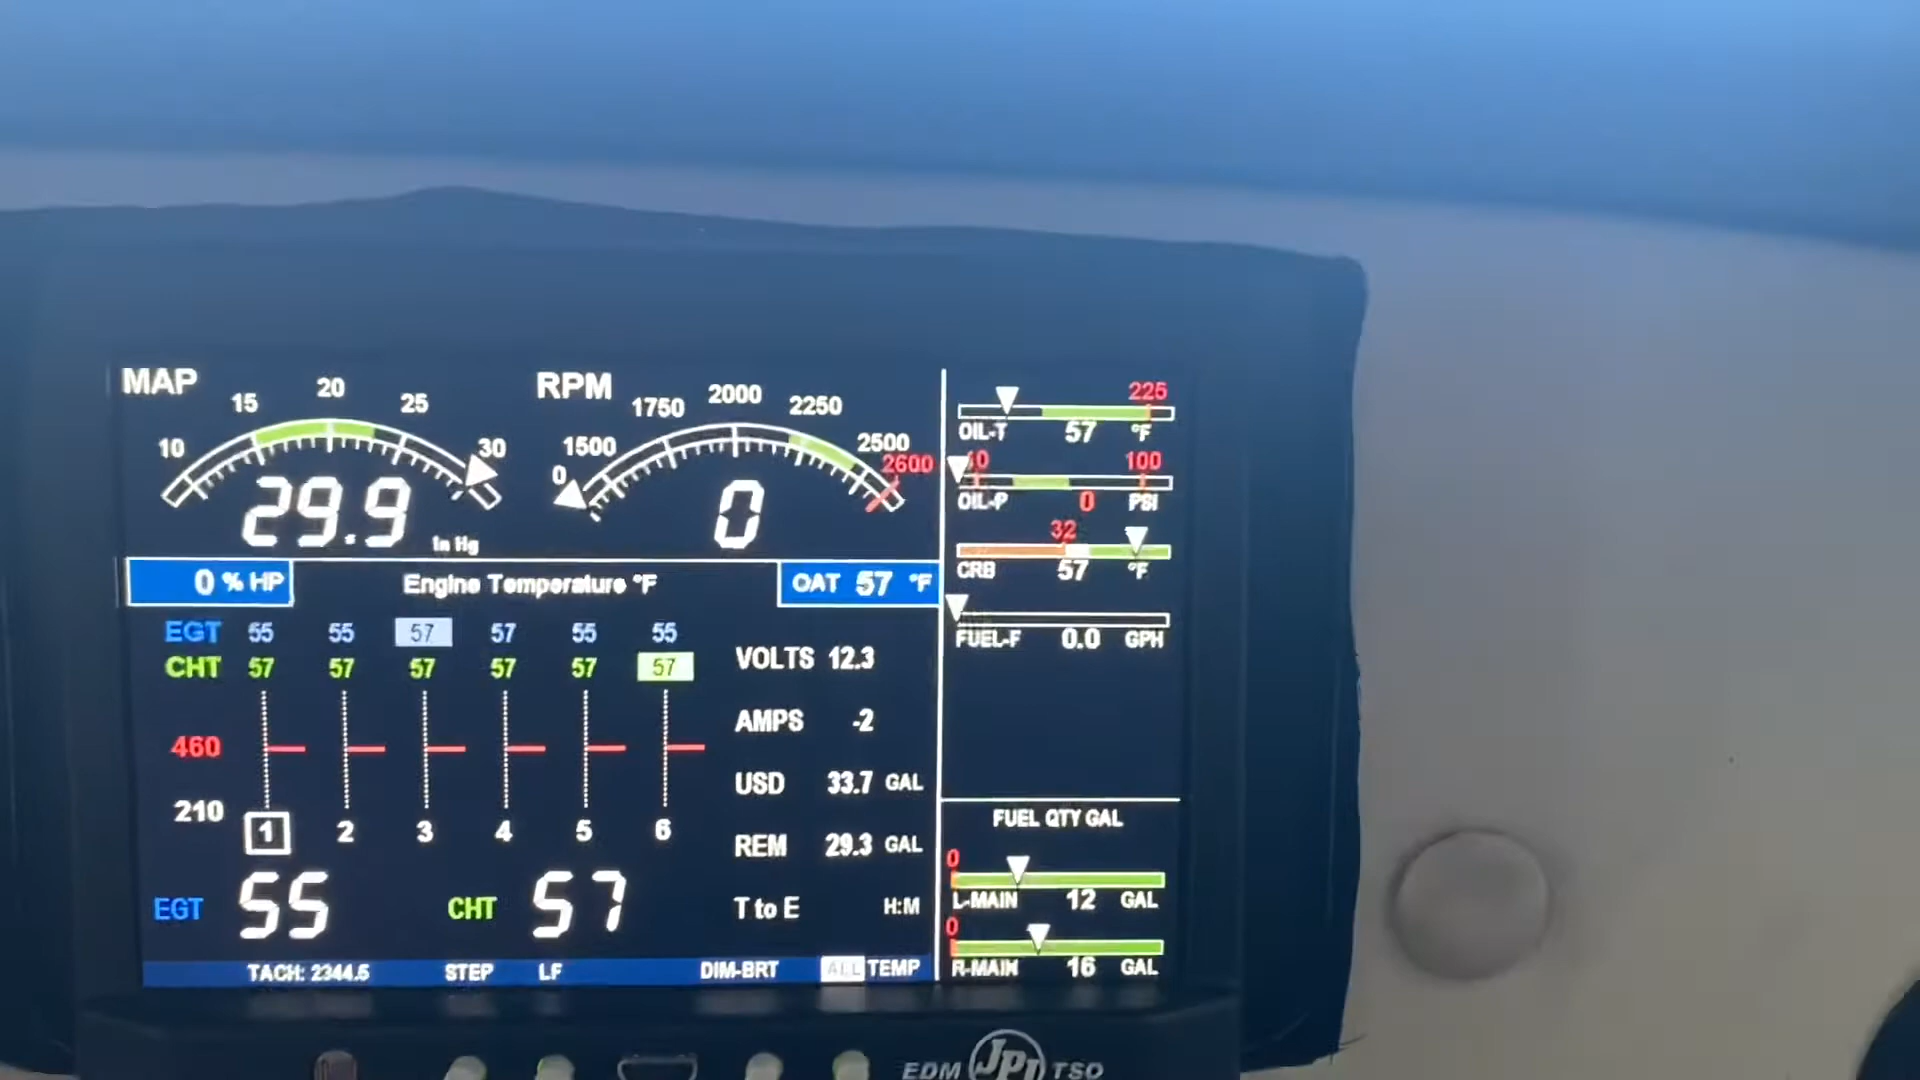 MAP
10 15 20 25 30
29.9
In Hg
RPM
0 1500 1750 2000 2250 2500 2600
0
225
OIL-T 57 °F
10 100
OIL-P 0 PSI
32
CRB 57 °F
FUEL-F 0.0 GPH
0 % HP
Engine Temperature °F
OAT 57 °F
EGT 55 55 57 57 55 55
CHT 57 57 57 57 57 57
460
210
1 2 3 4 5 6
EGT 55
CHT 57
VOLTS 12.3
AMPS -2
USD 33.7 GAL
REM 29.3 GAL
T to E H:M
FUEL QTY GAL
0
L-MAIN 12 GAL
0
R-MAIN 16 GAL
TACH: 2344.5 STEP LF DIM-BRT ALL TEMP
EDM JPI TSO